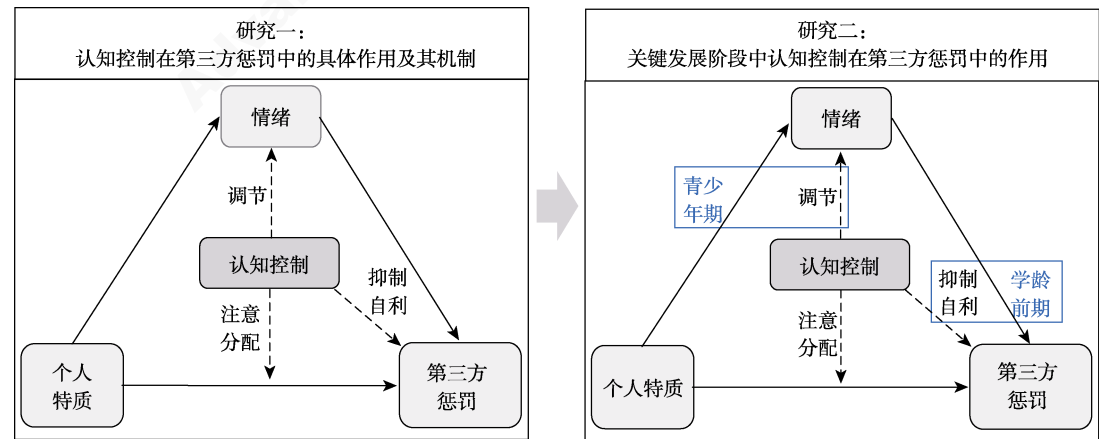 研究一：
认知控制在第三方惩罚中的具体作用及其机制
情绪
调节
认知控制
抑制
自利
注意
分配
个人
特质
第三方
惩罚
研究二：
关键发展阶段中认知控制在第三方惩罚中的作用
情绪
青少
年期
调节
认知控制
抑制
自利
学龄
前期
注意
分配
个人特质
第三方
惩罚